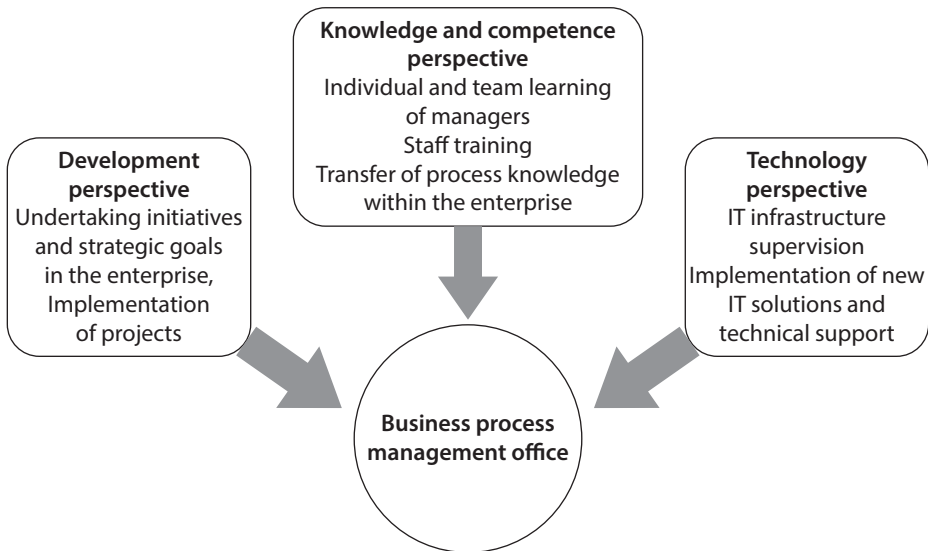 Knowledge and competence
perspective
Individual and team learning
of managers
Staff training
Transfer of process knowledge
within the enterprise
Development
perspective
Undertaking initiatives
and strategic goals
in the enterprise,
Implementation
of projects
Technology
perspective
IT infrastructure
supervision
Implementation of new
IT solutions and
technical support
Business process
management office